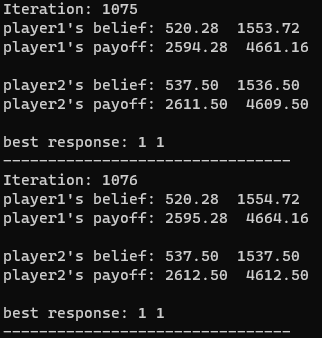 Iteration: 1075
player1's belief: 520.28  1553.72
player1's payoff: 2594.28  4661.16
player2's belief: 537.50  1536.50
player2's payoff: 2611.50  4609.50
best response: 1 1
--------------------------------
Iteration: 1076
player1's belief: 520.28  1554.72
player1's payoff: 2595.28  4664.16
player2's belief: 537.50  1537.50
player2's payoff: 2612.50  4612.50
best response: 1 1
--------------------------------